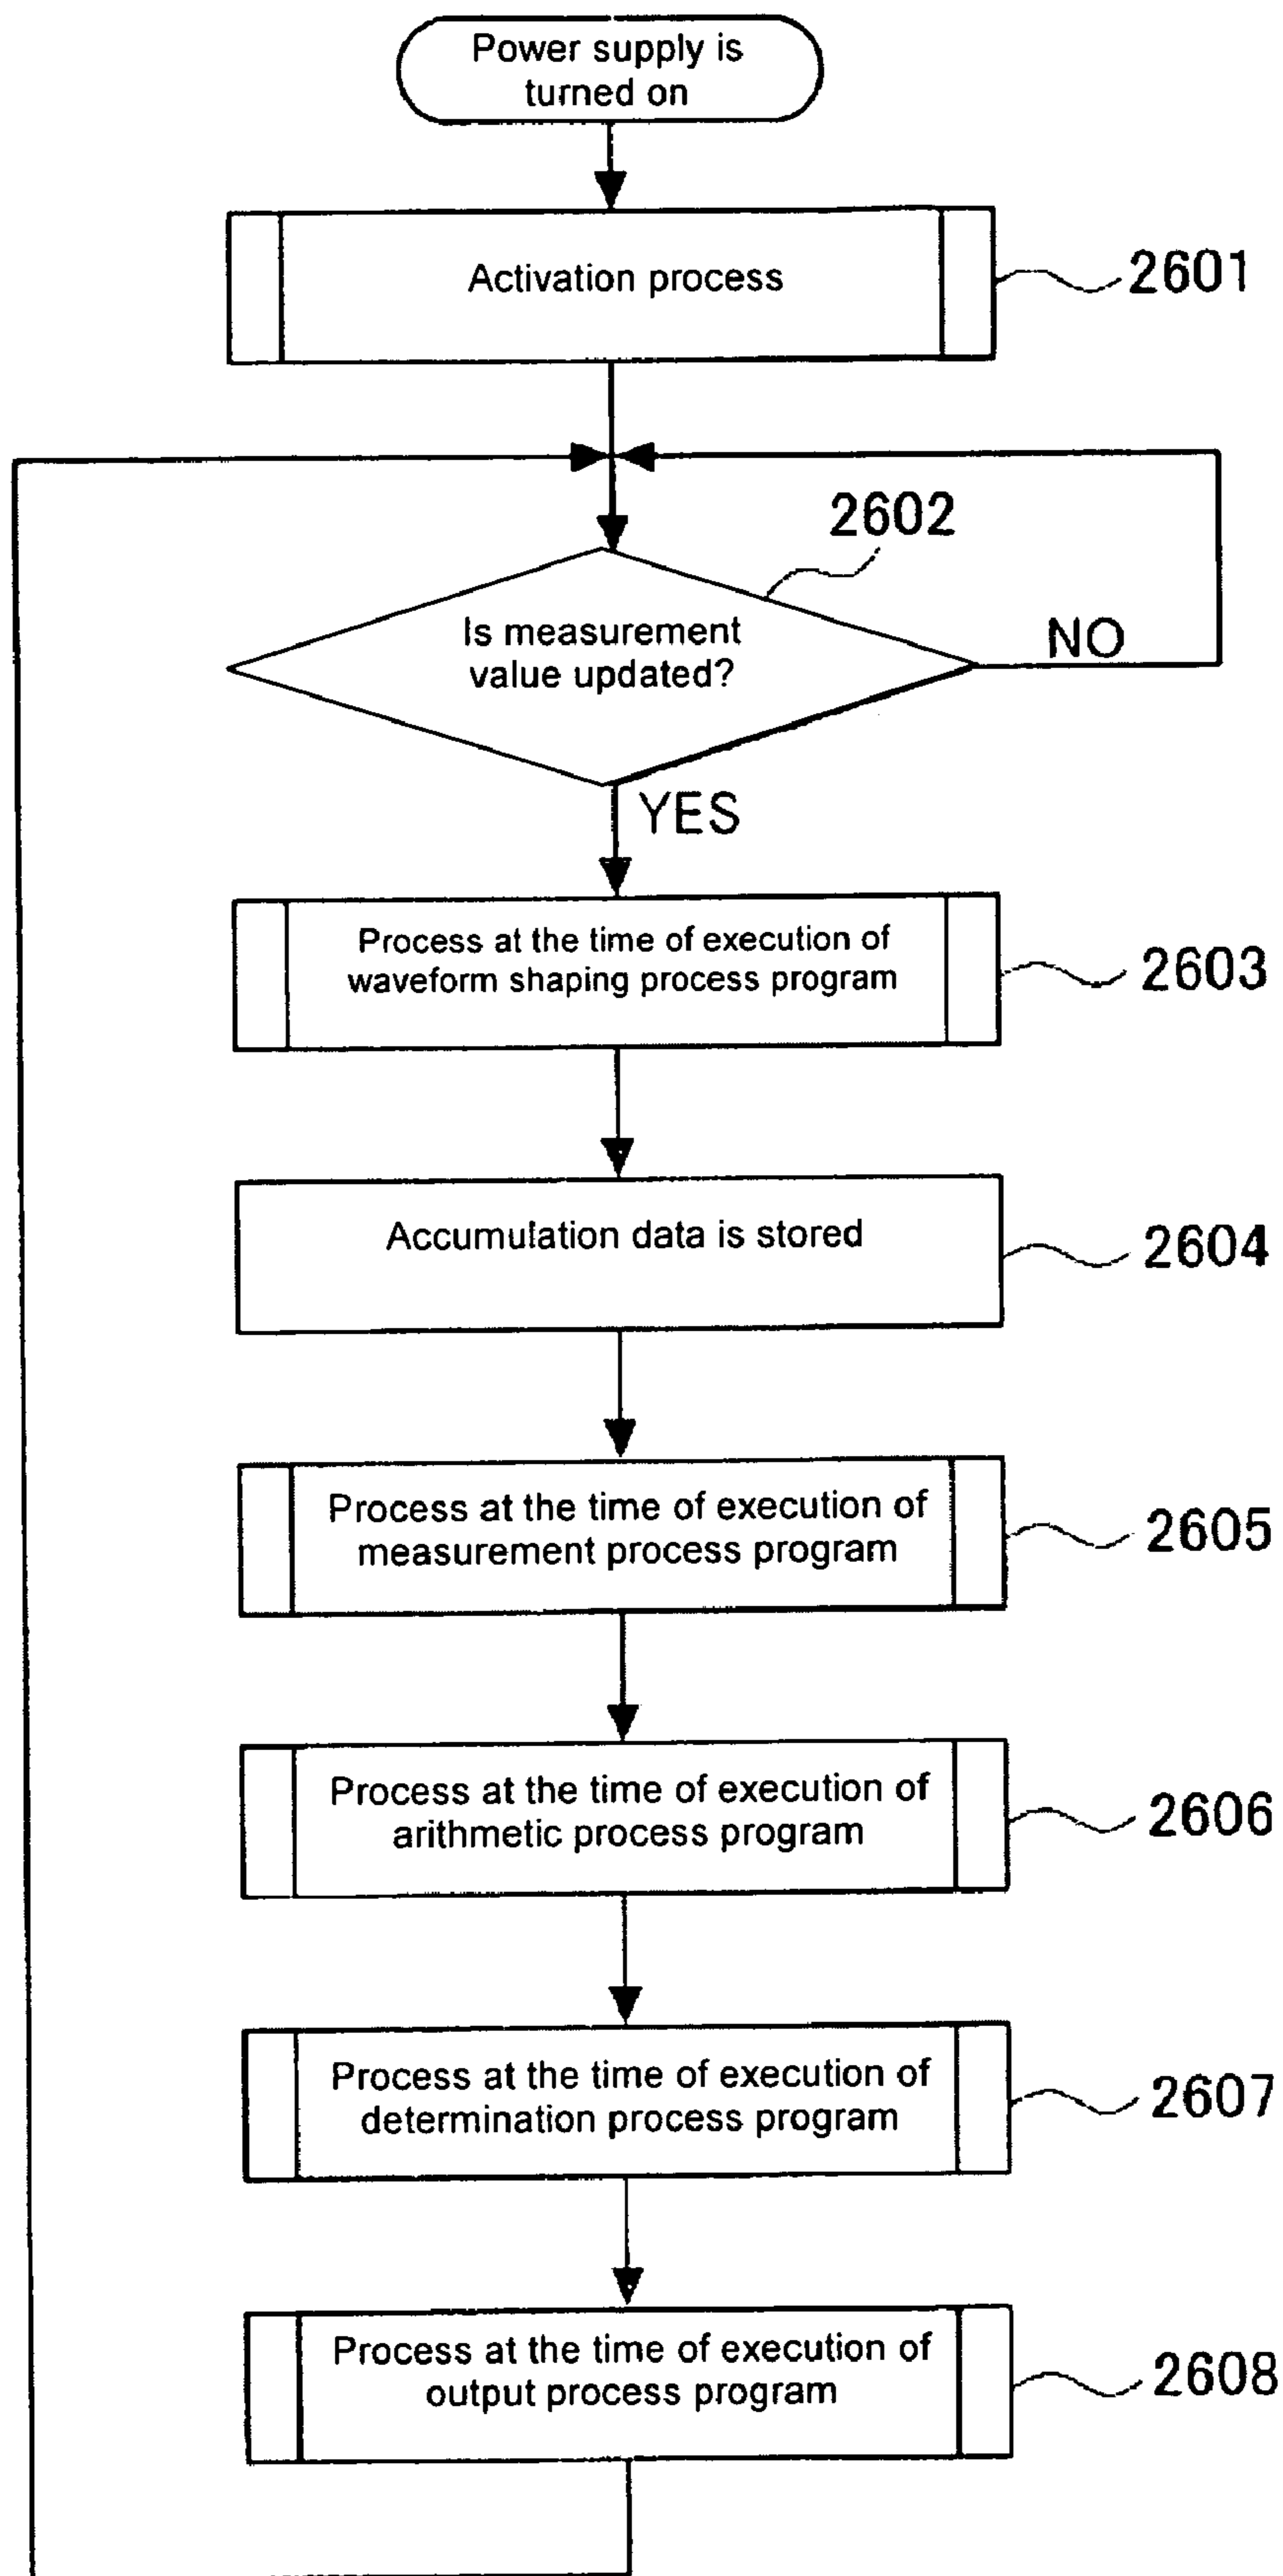 Power supply is
turned on
Activation process
2601
2602
Is measurement
value updated?
NO
YES
Process at the time of execution of
waveform shaping process program
2603
Accumulation data is stored
2604
Process at the time of execution of
measurement process program
2605
Process at the time of execution of
arithmetic process program
2606
Process at the time of execution of
determination process program
2607
Process at the time of execution of
output process program
2608